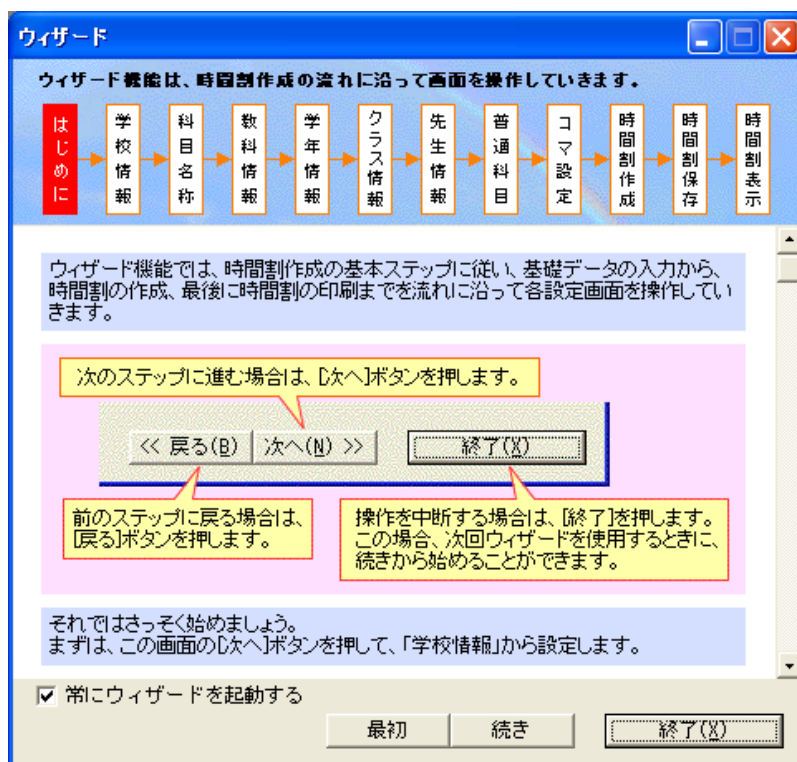 ウィザード
ウィザード機能は、時間割作成の流れに沿って画面を操作していきます。
はじめに
学校情報
科目名称
教科情報
学年情報
クラス情報
先生情報
普通科目
コマ設定
時間割作成
時間割保存
時間割表示
ウィザード機能では、時間割作成の基本ステップに従い、基礎データの入力から、
時間割の作成、最後に時間割の印刷までを流れに沿って各設定画面を操作してい
きます。
次のステップに進む場合は、[次へ]ボタンを押します。
<< 戻る(B)
次へ(N) >>
終了(X)
前のステップに戻る場合は、
[戻る]ボタンを押します。
操作を中断する場合は、[終了]を押します。
この場合、次回ウィザードを使用するときに、
続きから始めることができます。
それではさっそく始めましょう。
まずは、この画面の[次へ]ボタンを押して、「学校情報」から設定します。
常にウィザードを起動する
最初
続き
終了(X)